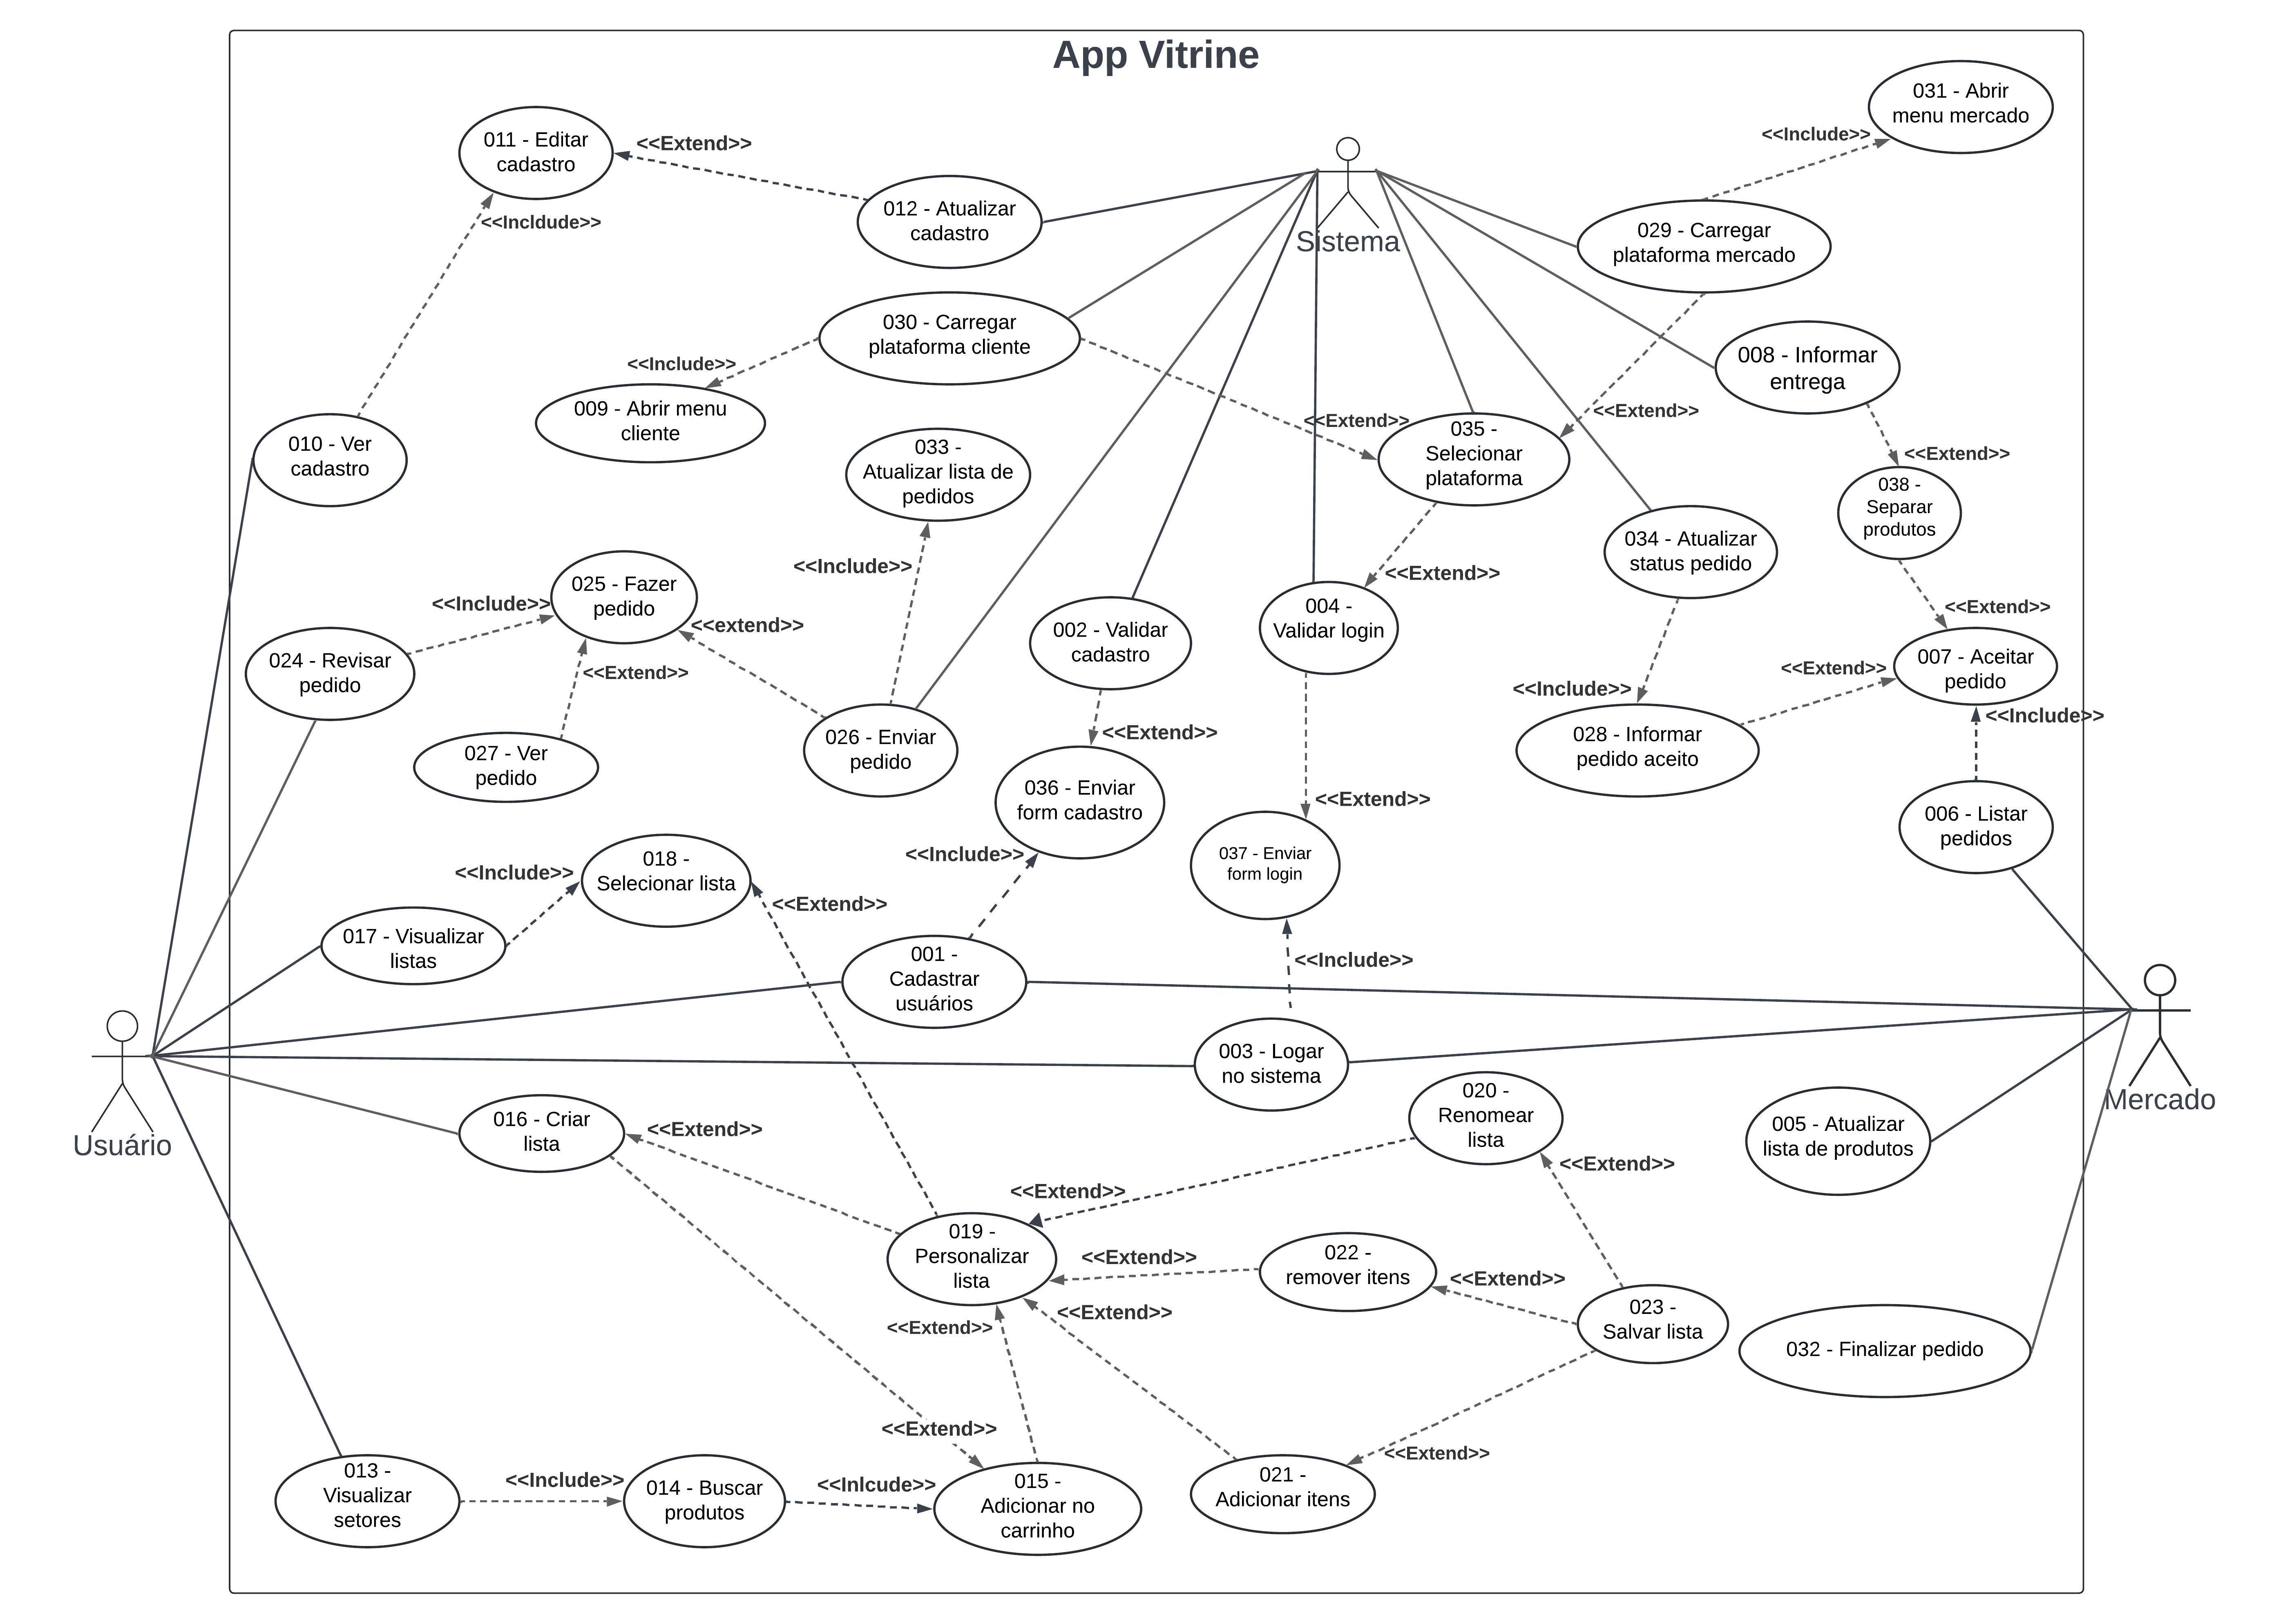 App Vitrine
031 - Abrir
menu mercado
<<Include>>
011 - Editar
cadastro
<<Extend>>
012 - Atualizar
cadastro
<<Incldude>>
Sistema
029 - Carregar
plataforma mercado
030 - Carregar
plataforma cliente
<<Include>>
009 - Abrir menu
cliente
008 - Informar
entrega
<<Extend>>
<<Extend>>
035 -
Selecionar
plataforma
010 - Ver
cadastro
033 -
Atualizar lista de
pedidos
<<Extend>>
038 -
Separar
produtos
034 - Atualizar
status pedido
<<Include>>
<<Extend>>
025 - Fazer
pedido
<<Include>>
<<extend>>
<<Extend>>
024 - Revisar
pedido
002 - Validar
cadastro
004 -
Validar login
<<Extend>>
007 - Aceitar
pedido
<<Extend>>
<<Include>>
<<Include>>
027 - Ver
pedido
026 - Enviar
pedido
<<Extend>>
028 - Informar
pedido aceito
036 - Enviar
form cadastro
<<Extend>>
006 - Listar
pedidos
<<Include>>
037 - Enviar
form login
018 -
Selecionar lista
<<Include>>
<<Extend>>
017 - Visualizar
listas
001 -
Cadastrar
usuários
<<Include>>
003 - Logar
no sistema
Usuário
Mercado
016 - Criar
lista
<<Extend>>
020 -
Renomear
lista
005 - Atualizar
lista de produtos
<<Extend>>
<<Extend>>
019 -
Personalizar
lista
<<Extend>>
022 -
remover itens
<<Extend>>
<<Extend>>
<<Extend>>
023 -
Salvar lista
032 - Finalizar pedido
<<Extend>>
<<Extend>>
013 -
Visualizar
setores
<<Include>>
014 - Buscar
produtos
<<Inlcude>>
015 -
Adicionar no
carrinho
021 -
Adicionar itens